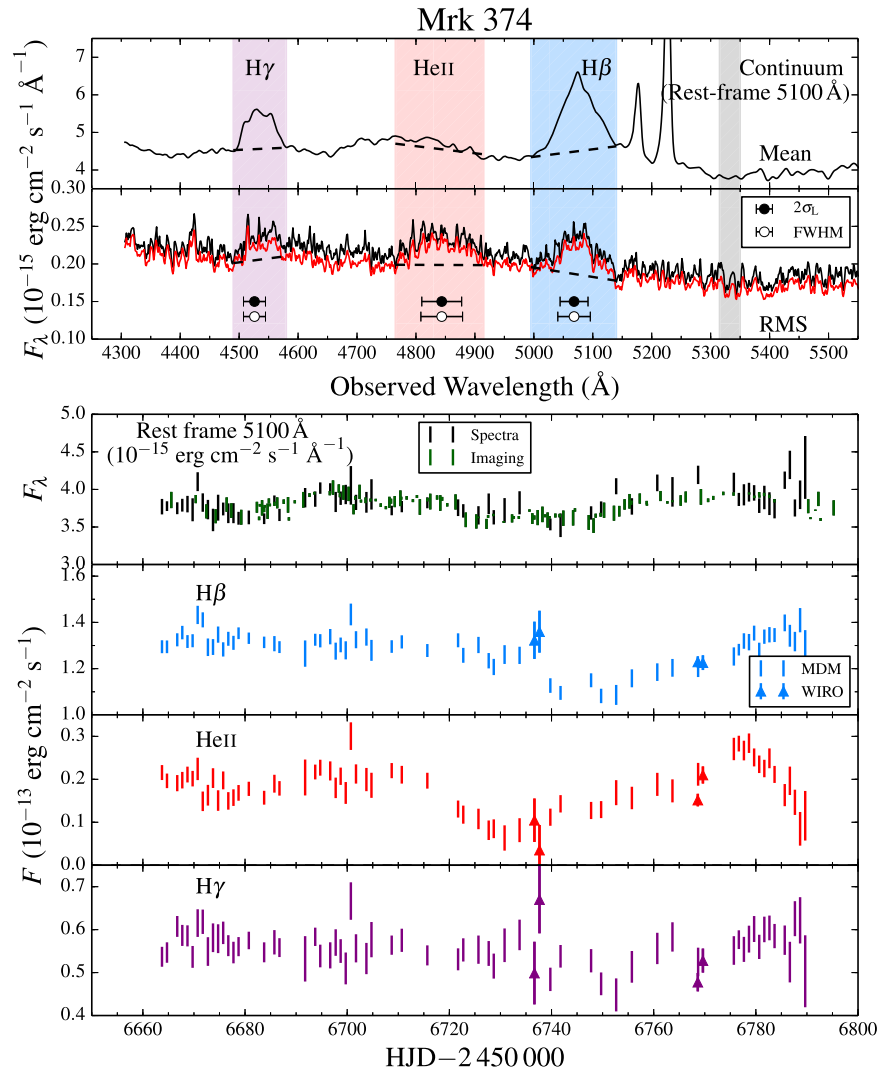 Mrk 374
Hγ
HeII
Hβ
Continuum
(Rest-frame 5100 Å)
Mean
7
6
5
4
0.30
0.25
0.20
0.15
0.10
2σ_L
FWHM
RMS
F_λ (10⁻¹⁵ erg cm⁻² s⁻¹ Å⁻¹)
4300 4400 4500 4600 4700 4800 4900 5000 5100 5200 5300 5400 5500
Observed Wavelength (Å)
5.0
4.5
4.0
3.5
3.0
F_λ
Rest frame 5100 Å
(10⁻¹⁵ erg cm⁻² s⁻¹ Å⁻¹)
Spectra
Imaging
1.6
1.4
1.2
1.0
Hβ
MDM
WIRO
0.3
0.2
0.1
0.0
HeII
F (10⁻¹³ erg cm⁻² s⁻¹)
0.7
0.6
0.5
0.4
Hγ
6660 6680 6700 6720 6740 6760 6780 6800
HJD−2 450 000